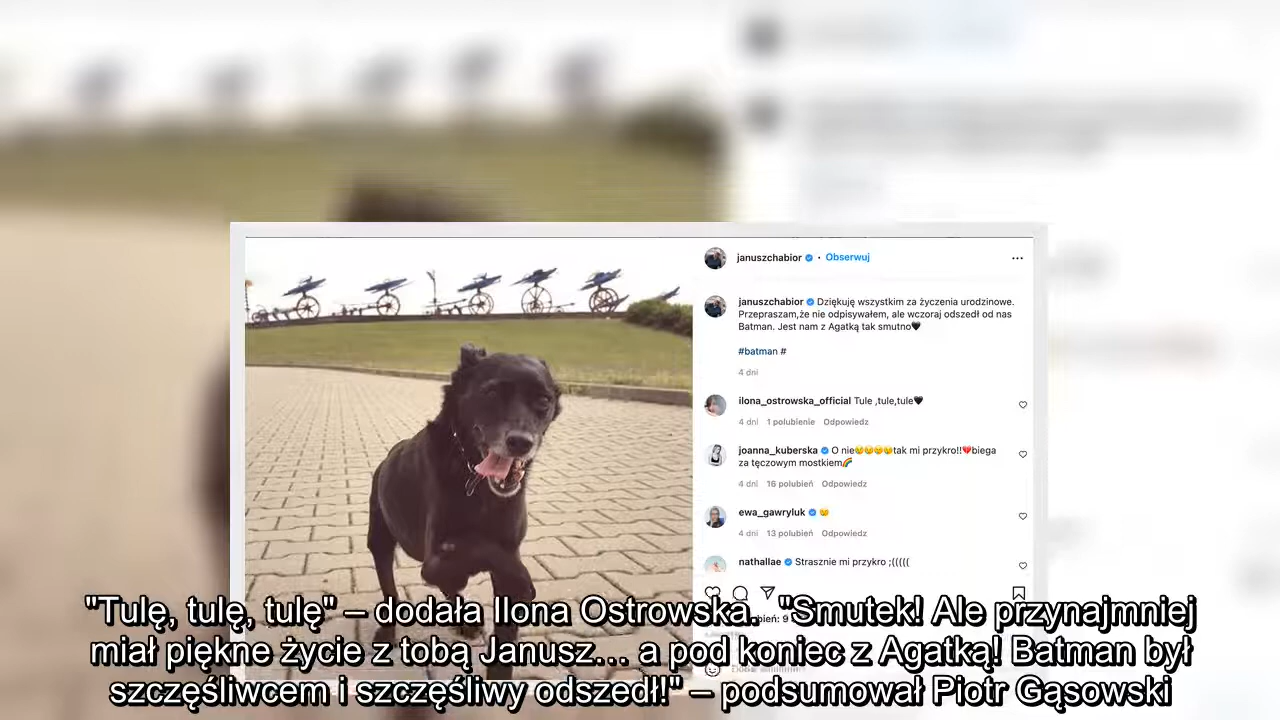 januszchabior • Obserwuj
januszchabior Dziękuję wszystkim za życzenia urodzinowe.
Przepraszam,że nie odpisywałem, ale wczoraj odszedł od nas
Batman. Jest nam z Agatką tak smutno🖤
#batman #
4 dni
ilona_ostrowska_official Tule ,tule,tule🖤
4 dni 1 polubienie Odpowiedz
joanna_kuberska O nie😢😢😢😢tak mi przykro!!💔biega
za tęczowym mostkiem🌈
4 dni 16 polubień Odpowiedz
ewa_gawryluk 😢
4 dni 13 polubień Odpowiedz
nathallae Strasznie mi przykro ;(((((
"Tulę, tulę, tulę" – dodała Ilona Ostrowska. "Smutek! Ale przynajmniej
miał piękne życie z tobą Janusz... a pod koniec z Agatką! Batman był
szczęśliwcem i szczęśliwy odszedł!" – podsumował Piotr Gąsowski